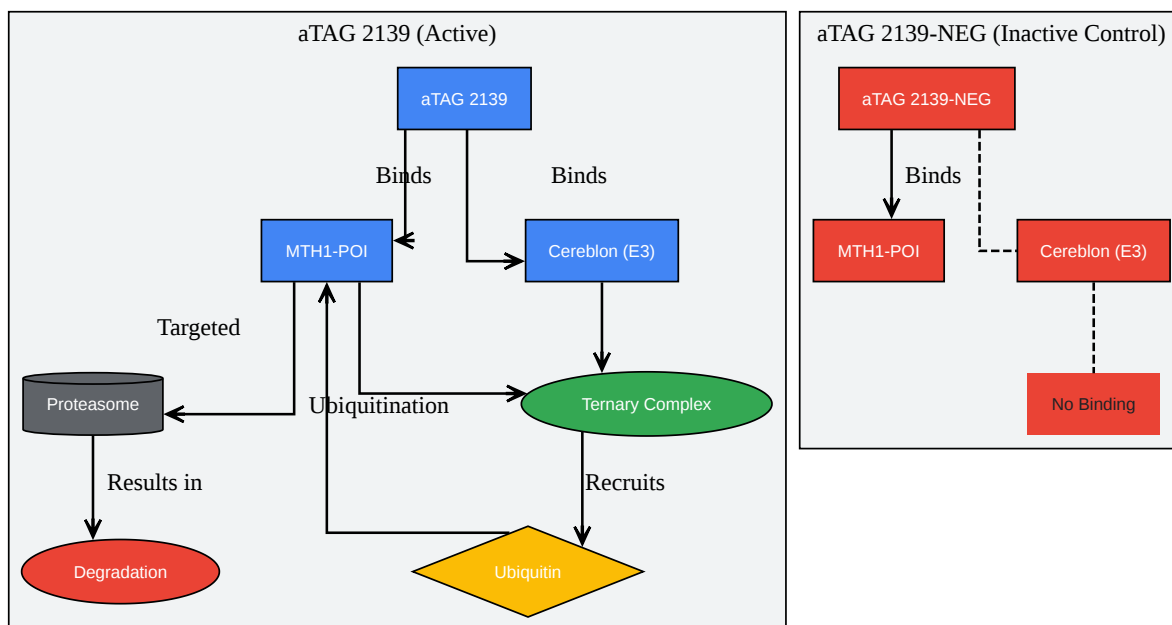 aTAG 2139 (Active)
aTAG 2139
Binds
Binds
MTH1-POI
Cereblon (E3)
Targeted
Proteasome
Ubiquitination
Ternary Complex
Results in
Recruits
Degradation
Ubiquitin
aTAG 2139-NEG (Inactive Control)
aTAG 2139-NEG
Binds
MTH1-POI
Cereblon (E3)
No Binding